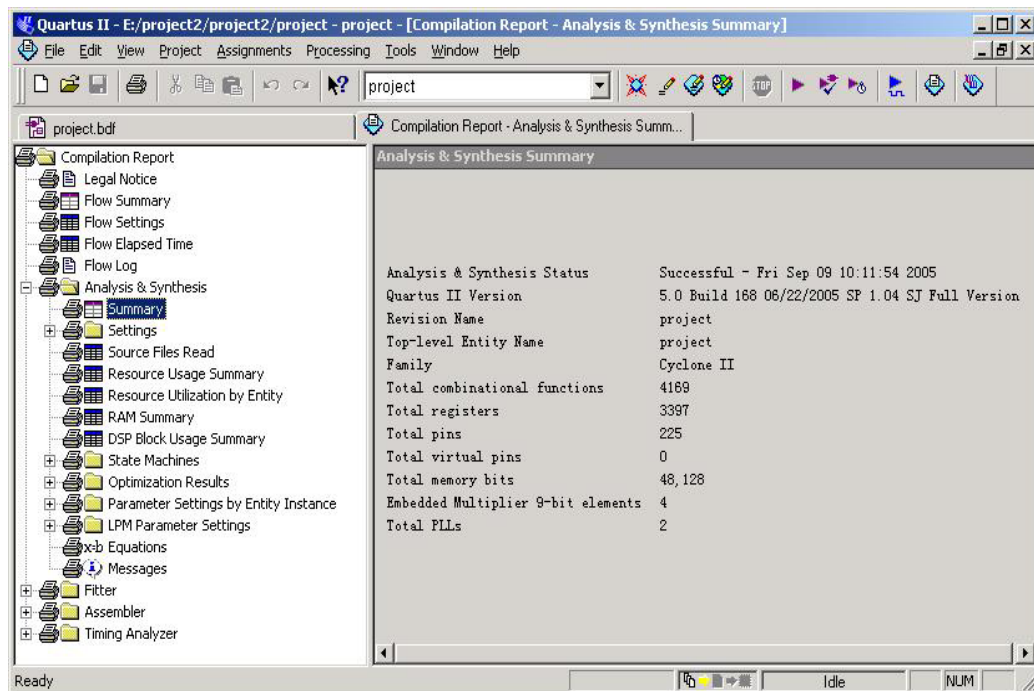 Quartus II - E:/project2/project2/project - project - [Compilation Report - Analysis & Synthesis Summary]
File Edit View Project Assignments Processing Tools Window Help
project
STOP
project.bdf
Compilation Report - Analysis & Synthesis Summ...
Compilation Report
Legal Notice
Flow Summary
Flow Settings
Flow Elapsed Time
Flow Log
Analysis & Synthesis
Summary
Settings
Source Files Read
Resource Usage Summary
Resource Utilization by Entity
RAM Summary
DSP Block Usage Summary
State Machines
Optimization Results
Parameter Settings by Entity Instance
LPM Parameter Settings
x=b Equations
Messages
Fitter
Assembler
Timing Analyzer
Analysis & Synthesis Summary
Analysis & Synthesis Status Successful - Fri Sep 09 10:11:54 2005
Quartus II Version 5.0 Build 168 06/22/2005 SP 1.04 SJ Full Version
Revision Name project
Top-level Entity Name project
Family Cyclone II
Total combinational functions 4169
Total registers 3397
Total pins 225
Total virtual pins 0
Total memory bits 48,128
Embedded Multiplier 9-bit elements 4
Total PLLs 2
Ready
Idle
NUM